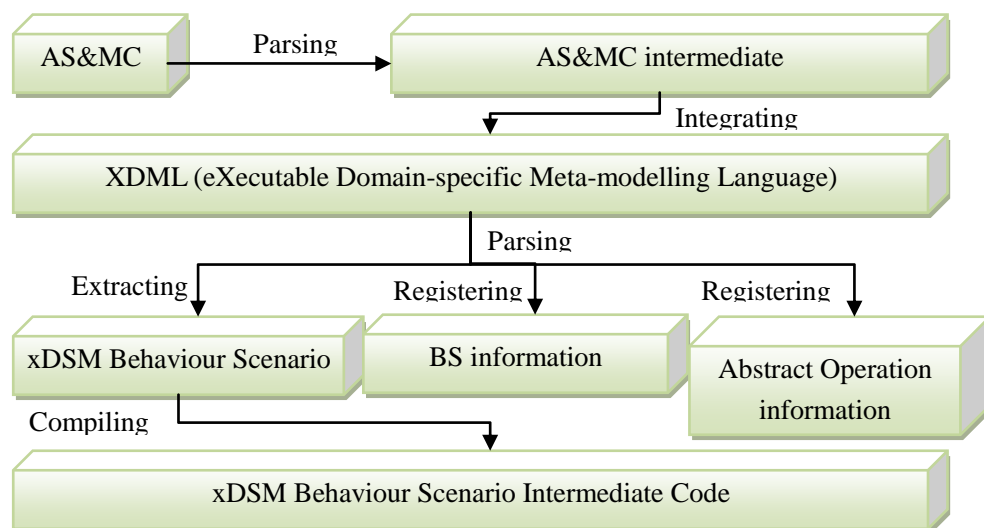 AS&MC
Parsing
AS&MC intermediate
Integrating
XDML (eXecutable Domain-specific Meta-modelling Language)
Parsing
Extracting
Registering
Registering
xDSM Behaviour Scenario
BS information
Abstract Operation
information
Compiling
xDSM Behaviour Scenario Intermediate Code